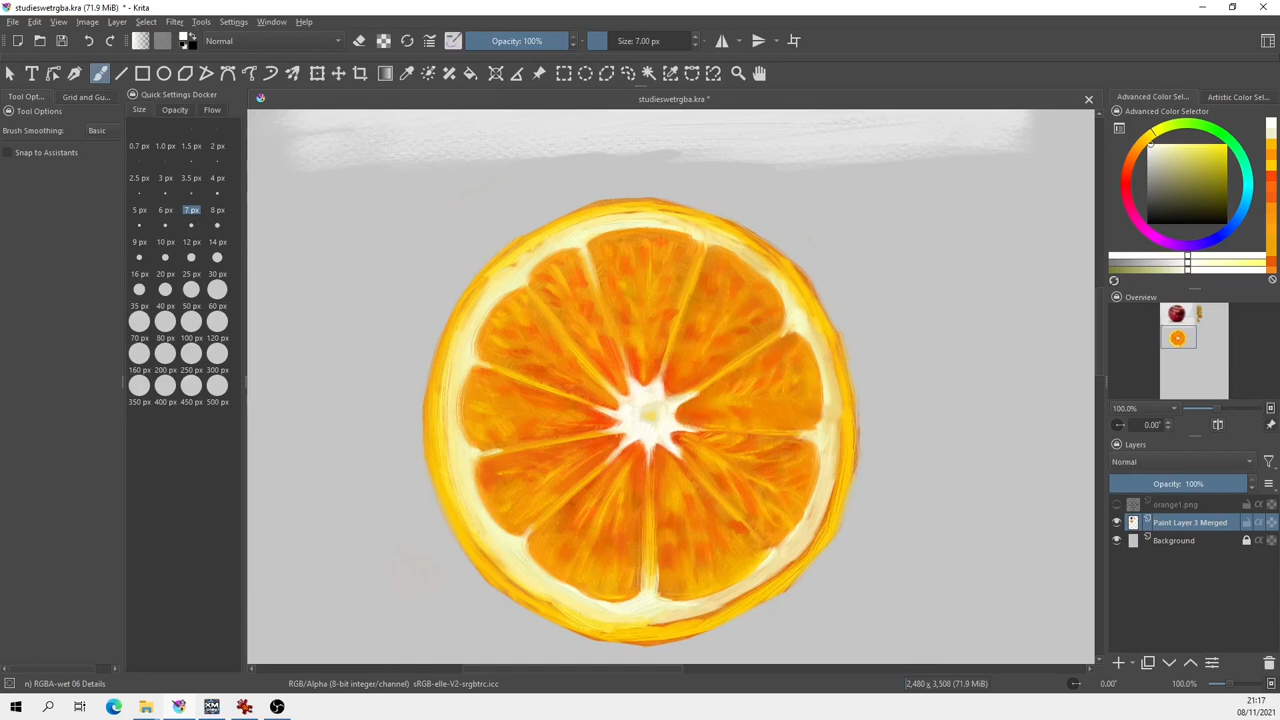 studieswetrgba.kra (71.9 MiB) * - Krita
File Edit View Image Layer Select Filter Tools Settings Window Help
Normal Opacity: 100% Size: 7.00 px
Tool Opt... Grid and Gu...
Tool Options
Brush Smoothing: Basic
Snap to Assistants
Quick Settings Docker
Size Opacity Flow
0.7 px 1.0 px 1.5 px 2 px
2.5 px 3 px 3.5 px 4 px
5 px 6 px 7 px 8 px
9 px 10 px 12 px 14 px
16 px 20 px 25 px 30 px
35 px 40 px 50 px 60 px
70 px 80 px 100 px 120 px
160 px 200 px 250 px 300 px
350 px 400 px 450 px 500 px
studieswetrgba.kra *
Advanced Color Sel... Artistic Color Sel...
Advanced Color Selector
Overview
100.0%
0.00°
Layers
Normal
Opacity: 100%
orange1.png
Paint Layer 3 Merged
Background
n) RGBA-wet 06 Details
RGB/Alpha (8-bit integer/channel) sRGB-elle-V2-srgbtrc.icc
2,480 x 3,508 (71.9 MiB)
0.00°
100.0%
21:17
08/11/2021